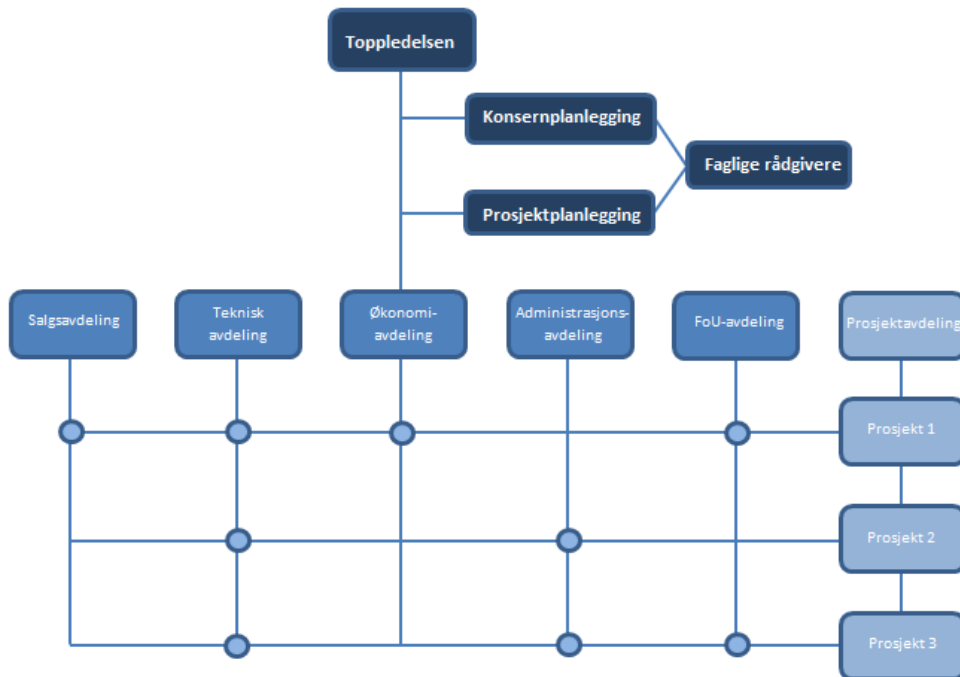 Toppledelsen
Konsernplanlegging
Faglige rådgivere
Prosjektplanlegging
Salgsavdeling
Teknisk
avdeling
Økonomi-
avdeling
Administrasjons-
avdeling
FoU-avdeling
Prosjektavdeling
Prosjekt 1
Prosjekt 2
Prosjekt 3